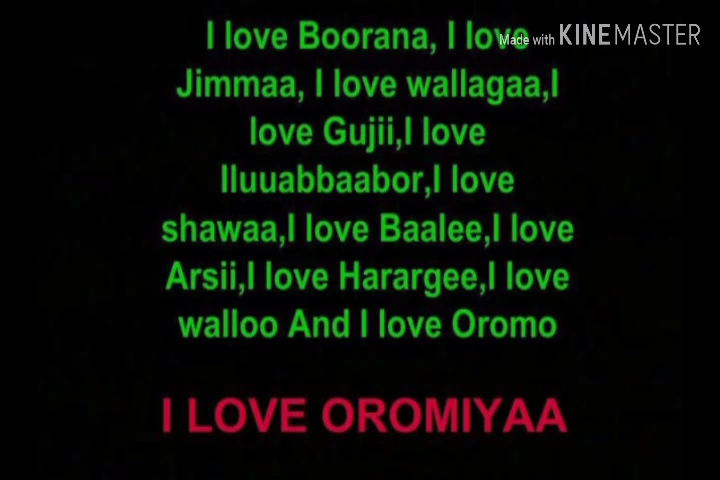 I love Boorana, I love
Made with KINEMASTER
Jimmaa, I love wallagaa,I
love Gujii,I love
Iluuabbaabor,I love
shawaa,I love Baalee,I love
Arsii,I love Harargee,I love
walloo And I love Oromo
I LOVE OROMIYAA